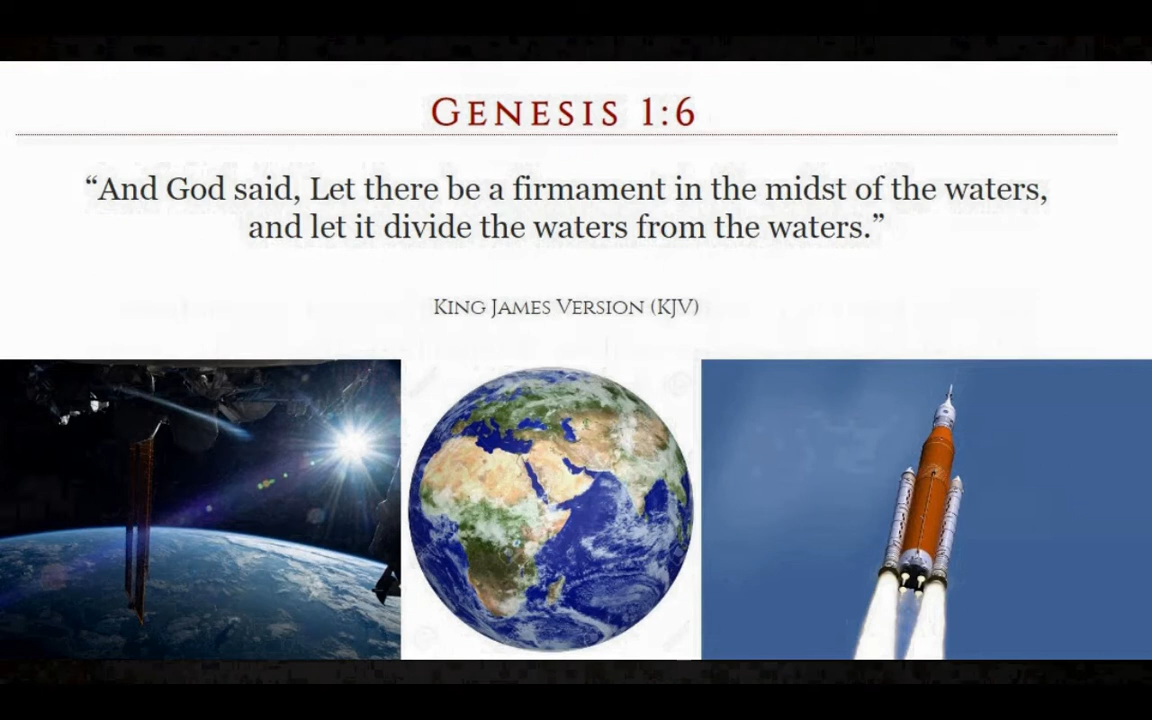 Genesis 1:6
“And God said, Let there be a firmament in the midst of the waters,
and let it divide the waters from the waters.”
King James Version (KJV)